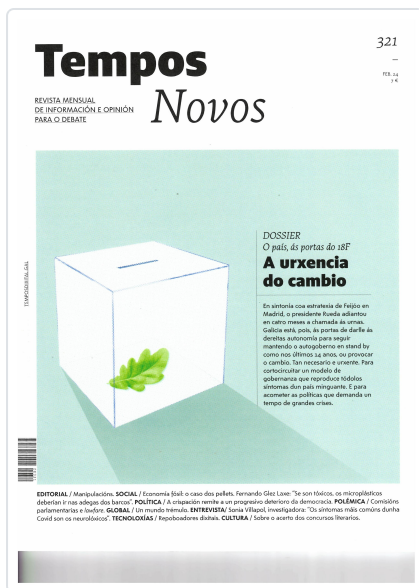 Tempos
Novos
321
–
FEB. 24
7 €
REVISTA MENSUAL
DE INFORMACIÓN E OPINIÓN
PARA O DEBATE
TEMPOSDIXITAL.GAL
DOSSIER
O país, ás portas do 18F
A urxencia
do cambio
En sintonía coa estratexia de Feijóo en
Madrid, o presidente Rueda adiantou
en catro meses a chamada ás urnas.
Galicia está, pois, ás portas de darlle ás
dereitas autonomía para seguir
mantendo o autogoberno en stand by
como nos últimos 14 anos, ou provocar
o cambio. Tan necesario e urxente. Para
cortocircuitar un modelo de
gobernanza que reproduce tódolos
síntomas dun país minguante. E para
acometer as políticas que demanda un
tempo de grandes crises.
EDITORIAL / Manipulacións. SOCIAL / Economía fósil: o caso dos pellets. Fernando Glez Laxe: "Se son tóxicos, os microplásticos
deberían ir nas adegas dos barcos". POLÍTICA / A crispación remite a un progresivo deterioro da democracia. POLÉMICA / Comisións
parlamentarias e lawfare. GLOBAL / Un mundo trémulo. ENTREVISTA/ Sonia Villapol, investigadora: "Os síntomas máis comúns dunha
Covid son os neurolóxicos". TECNOLOXÍAS / Repoboadores dixitais. CULTURA / Sobre o acerto dos concursos literarios.